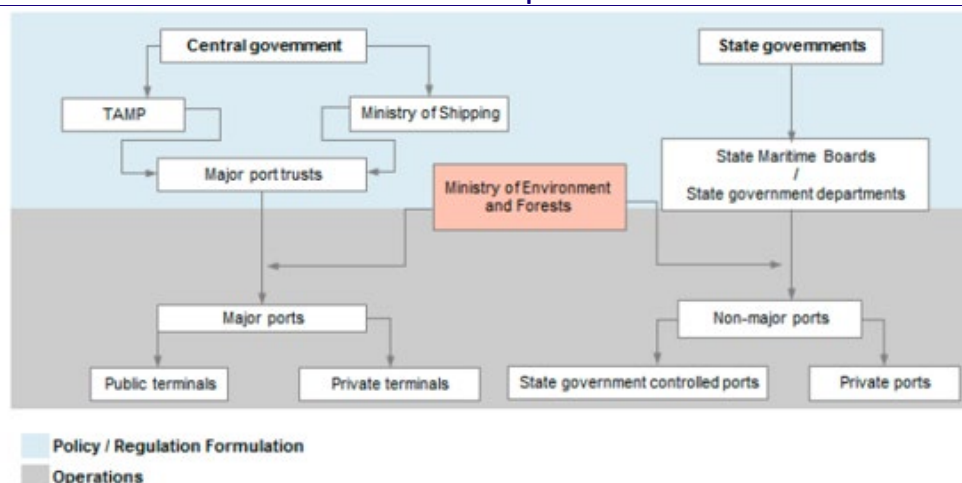 Central government
State governments
TAMP
Ministry of Shipping
Major port trusts
State Maritime Boards
/
State government departments
Ministry of Environment
and Forests
Major ports
Non-major ports
Public terminals
Private terminals
State government controlled ports
Private ports
Policy / Regulation Formulation
Operations